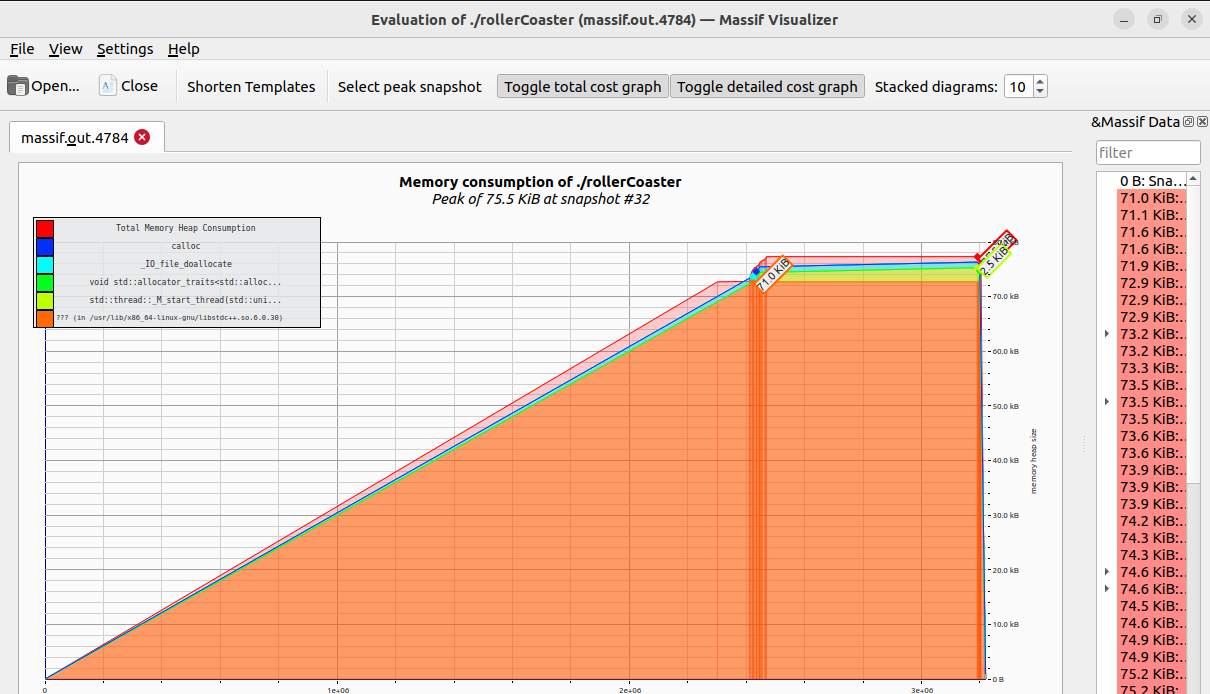 Evaluation of ./rollerCoaster (massif.out.4784) — Massif Visualizer
File View Settings Help
Open... Close Shorten Templates Select peak snapshot Toggle total cost graph Toggle detailed cost graph Stacked diagrams: 10
massif.out.4784
&Massif Data
filter
Memory consumption of ./rollerCoaster
Peak of 75.5 KiB at snapshot #32
Total Memory Heap Consumption
calloc
_IO_file_doallocate
void std::allocator_traits<std::alloc...
std::thread::_M_start_thread(std::uni...
??? (in /usr/lib/x86_64-linux-gnu/libstdc++.so.6.0.30)
71.0 KiB
2.5 KiB
70.0 kB
60.0 kB
50.0 kB
40.0 kB
30.0 kB
20.0 kB
10.0 kB
0 B
memory heap size
0
1e+06
2e+06
3e+06
0 B: Sna...
71.0 KiB:..
71.1 KiB:..
71.6 KiB:..
71.6 KiB:..
71.9 KiB:..
72.9 KiB:..
72.9 KiB:..
72.9 KiB:..
73.2 KiB:..
73.2 KiB:..
73.3 KiB:..
73.5 KiB:..
73.5 KiB:..
73.5 KiB:..
73.6 KiB:..
73.6 KiB:..
73.9 KiB:..
73.9 KiB:..
73.9 KiB:..
74.2 KiB:..
74.3 KiB:..
74.3 KiB:..
74.6 KiB:..
74.6 KiB:..
74.5 KiB:..
74.6 KiB:..
74.9 KiB:..
74.9 KiB:..
75.2 KiB:..
75.2 KiB:..